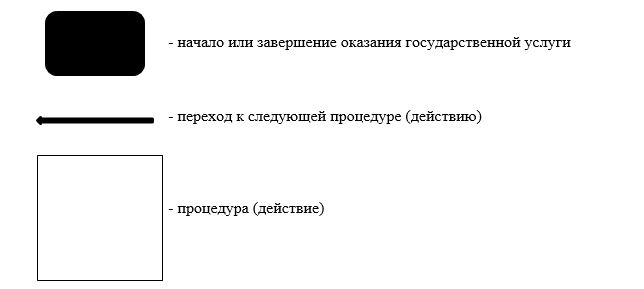 - начало или завершение оказания государственной услуги
- переход к следующей процедуре (действию)
- процедура (действие)